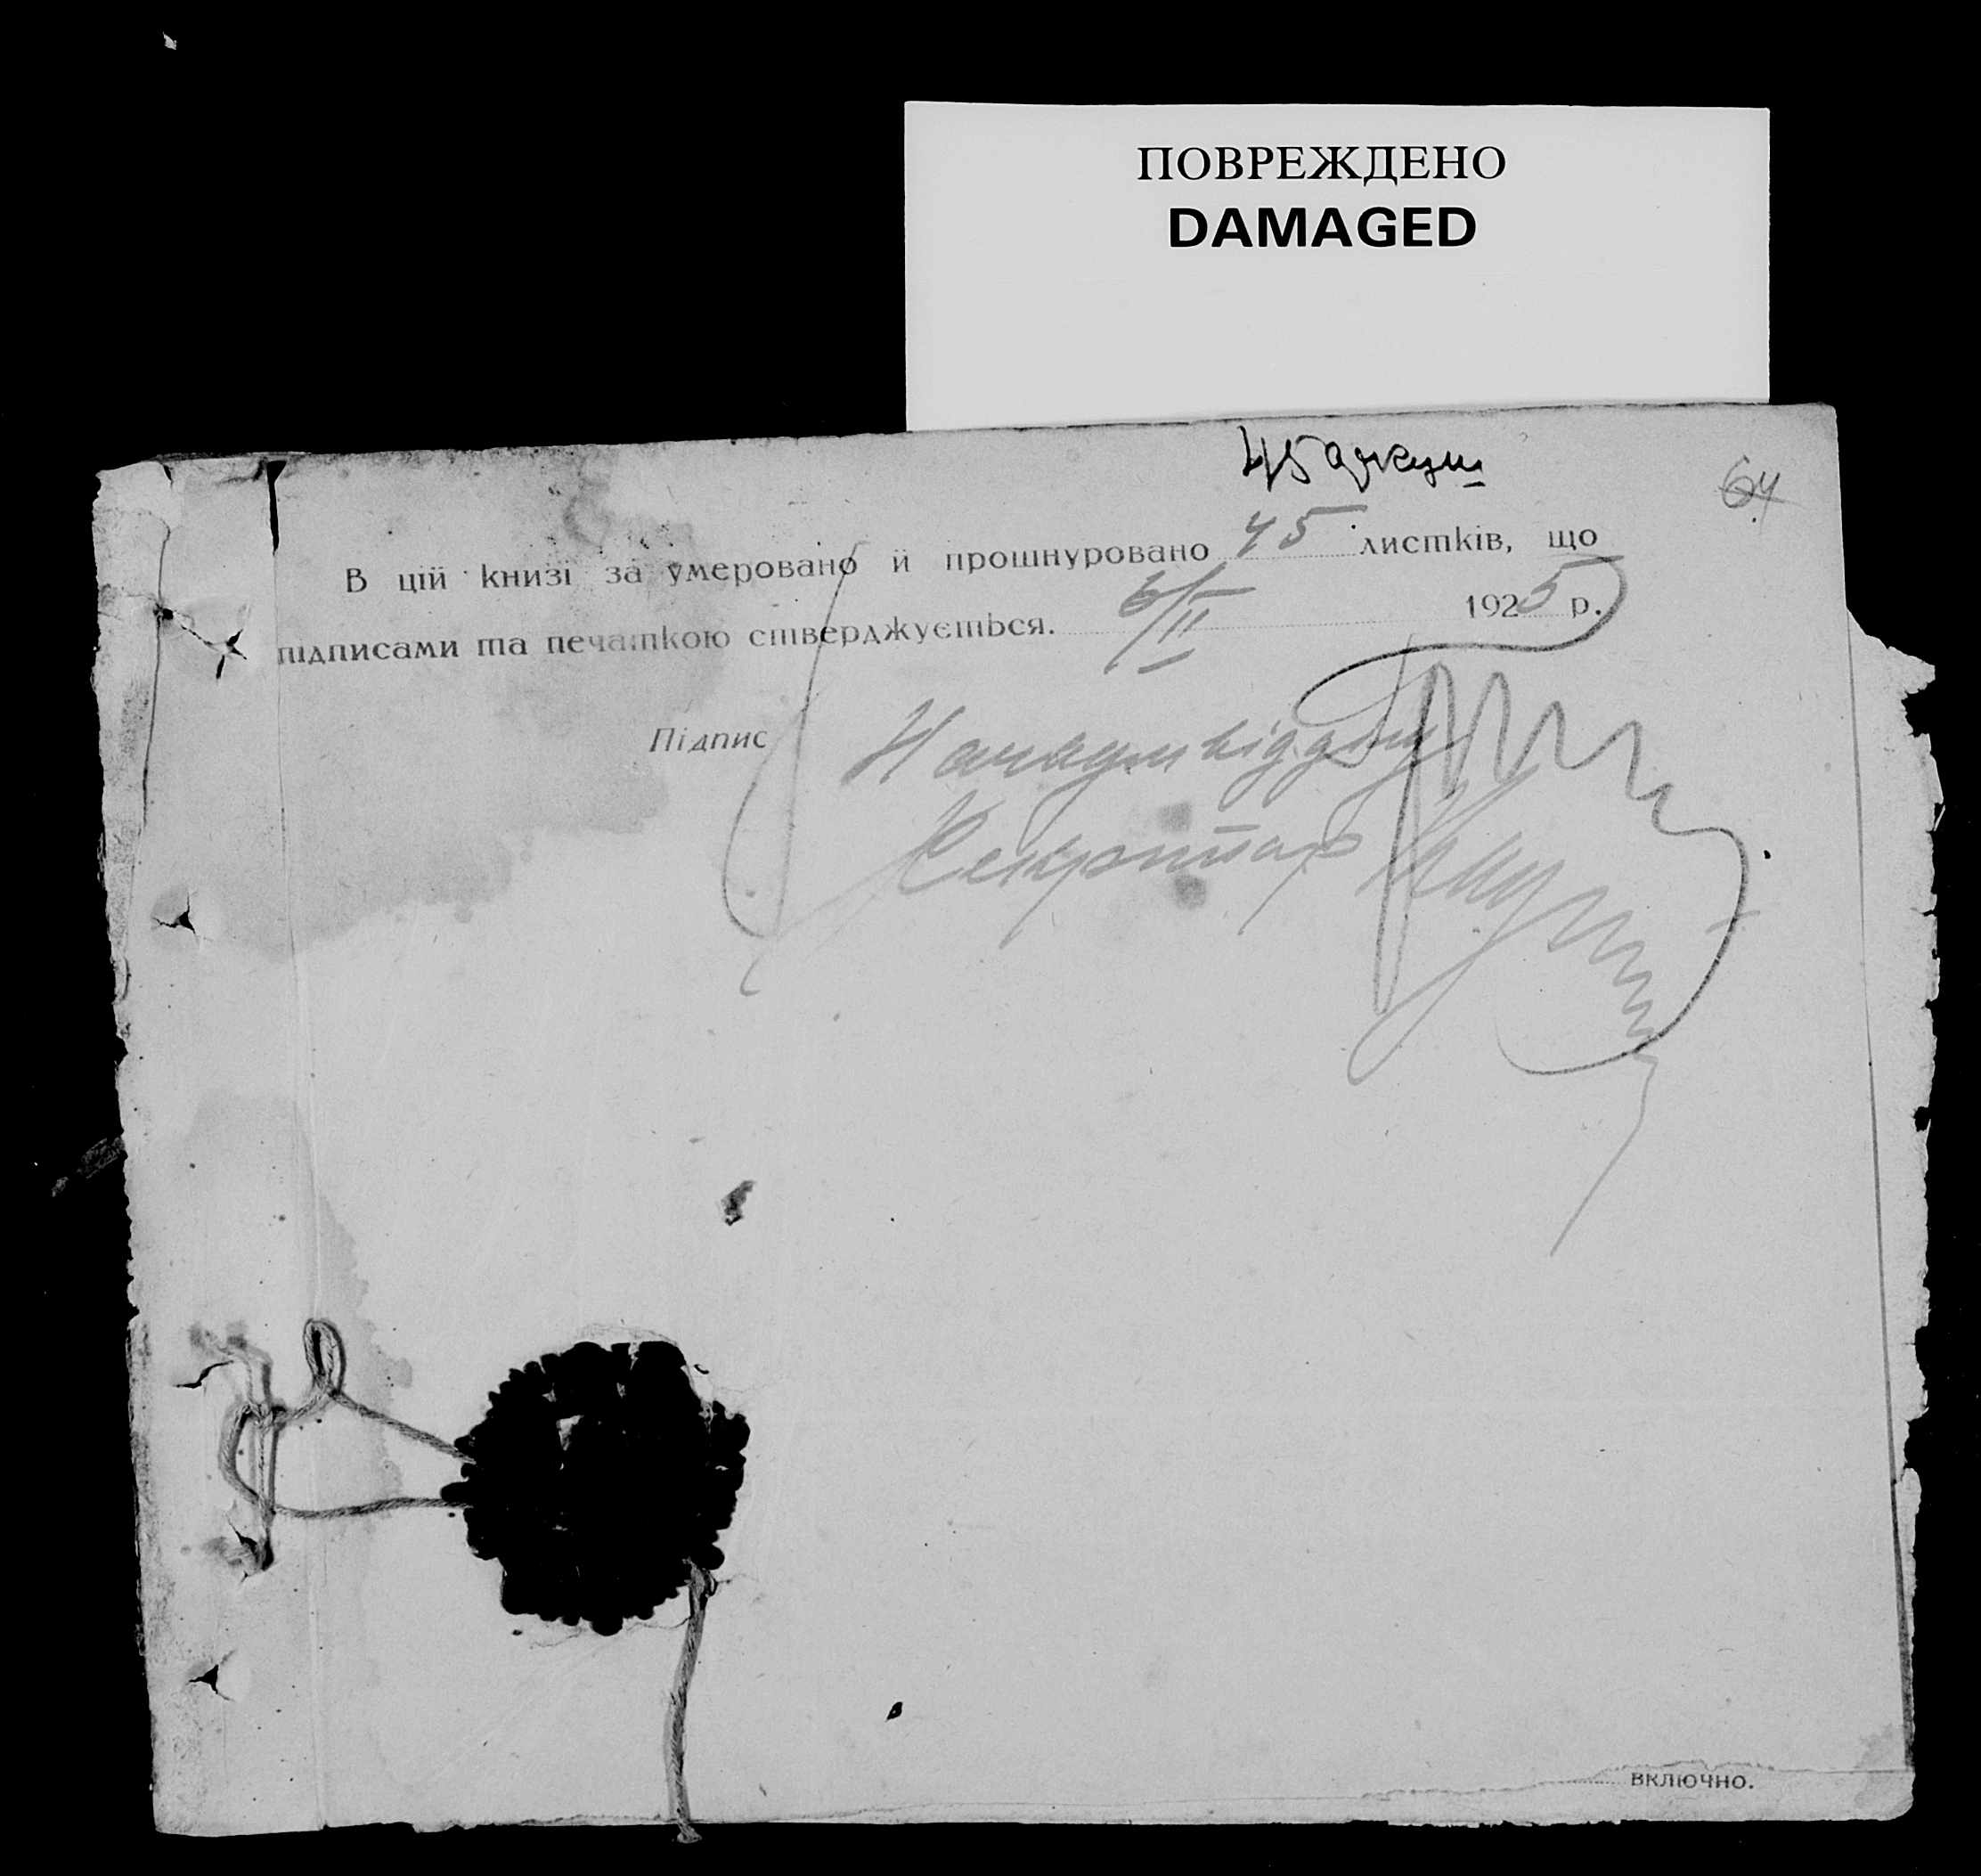 ПОВРЕЖДЕНО
DAMAGED
45
64
В цій книзі за умеровано й прошнуровано 45 листків, що
підписами та печаткою стверджується. 6/II 1925 р.
Підпис
Секретар
включно.